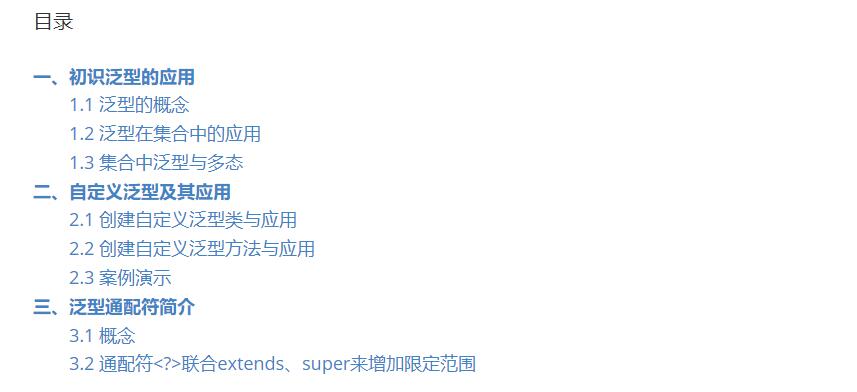 目录
一、初识泛型的应用
1.1 泛型的概念
1.2 泛型在集合中的应用
1.3 集合中泛型与多态
二、自定义泛型及其应用
2.1 创建自定义泛型类与应用
2.2 创建自定义泛型方法与应用
2.3 案例演示
三、泛型通配符简介
3.1 概念
3.2 通配符<?>联合extends、super来增加限定范围